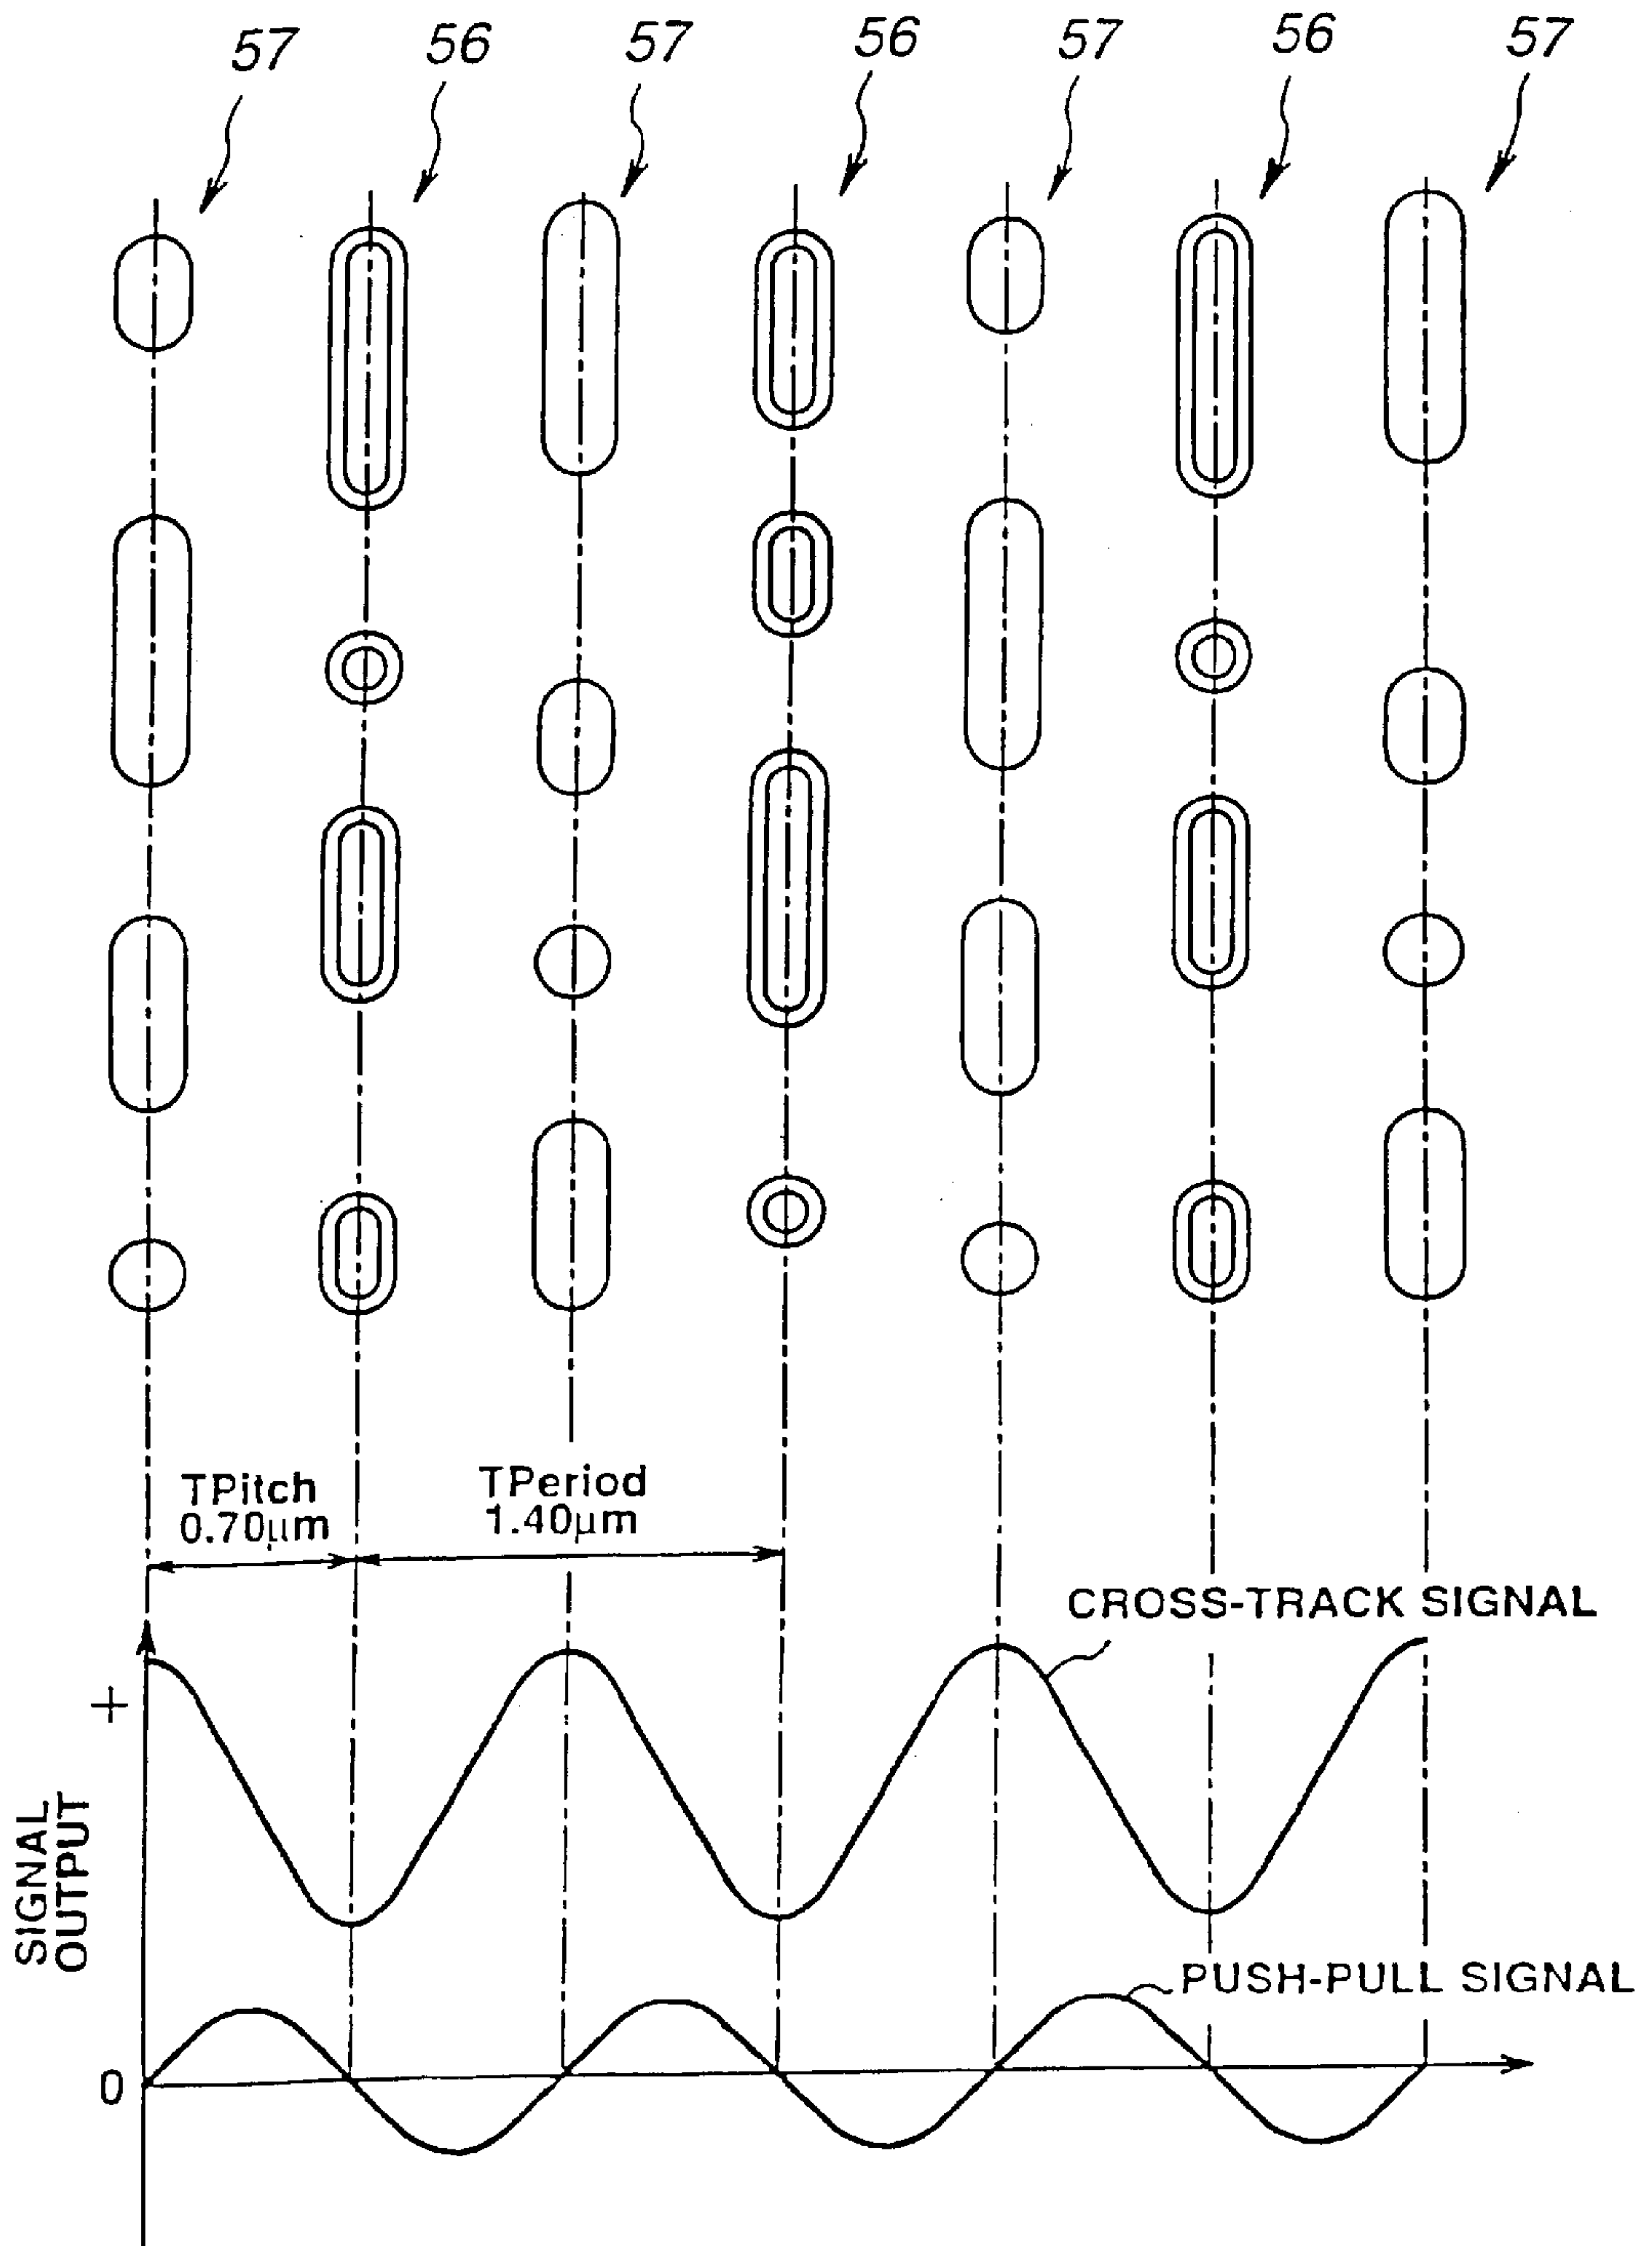 57 56 57 56 57 56 57
TPitch
0.70μm
TPeriod
1.40μm
CROSS-TRACK SIGNAL
+
SIGNAL
OUTPUT
PUSH-PULL SIGNAL
0